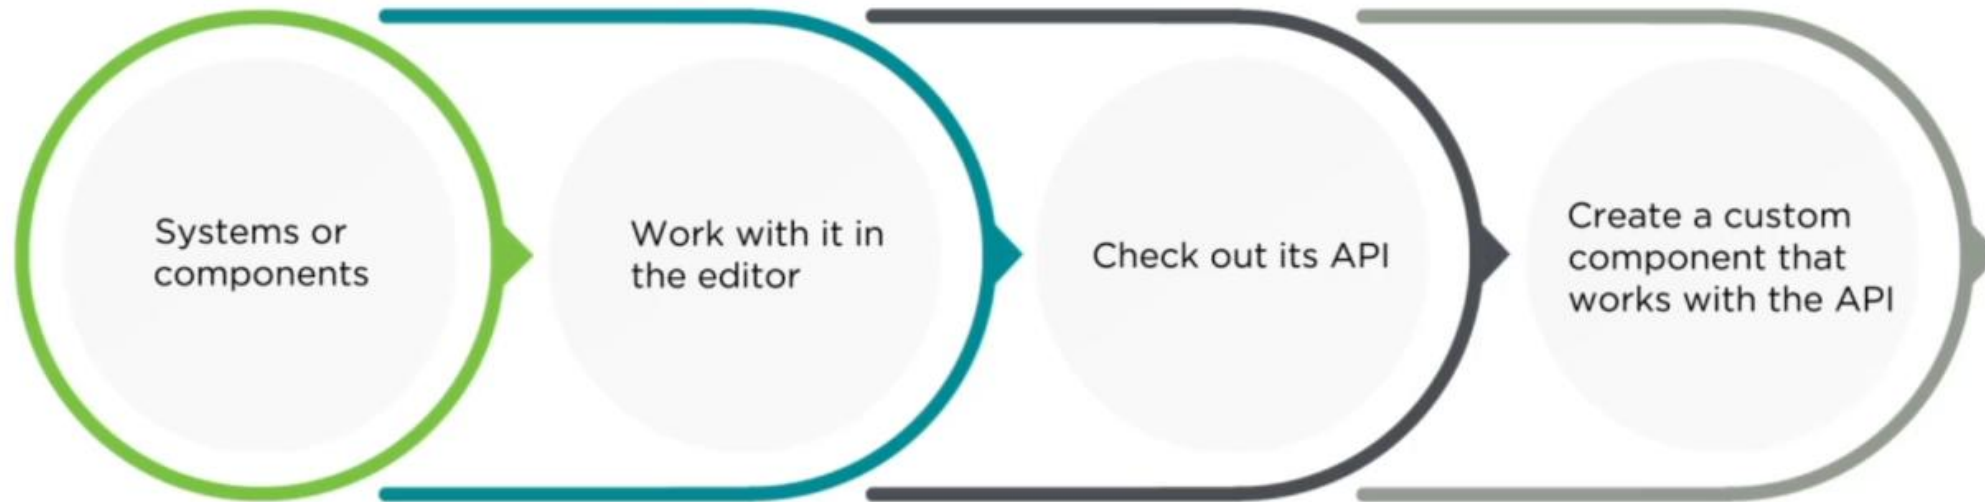 Systems or
components
Work with it in
the editor
Check out its API
Create a custom
component that
works with the API